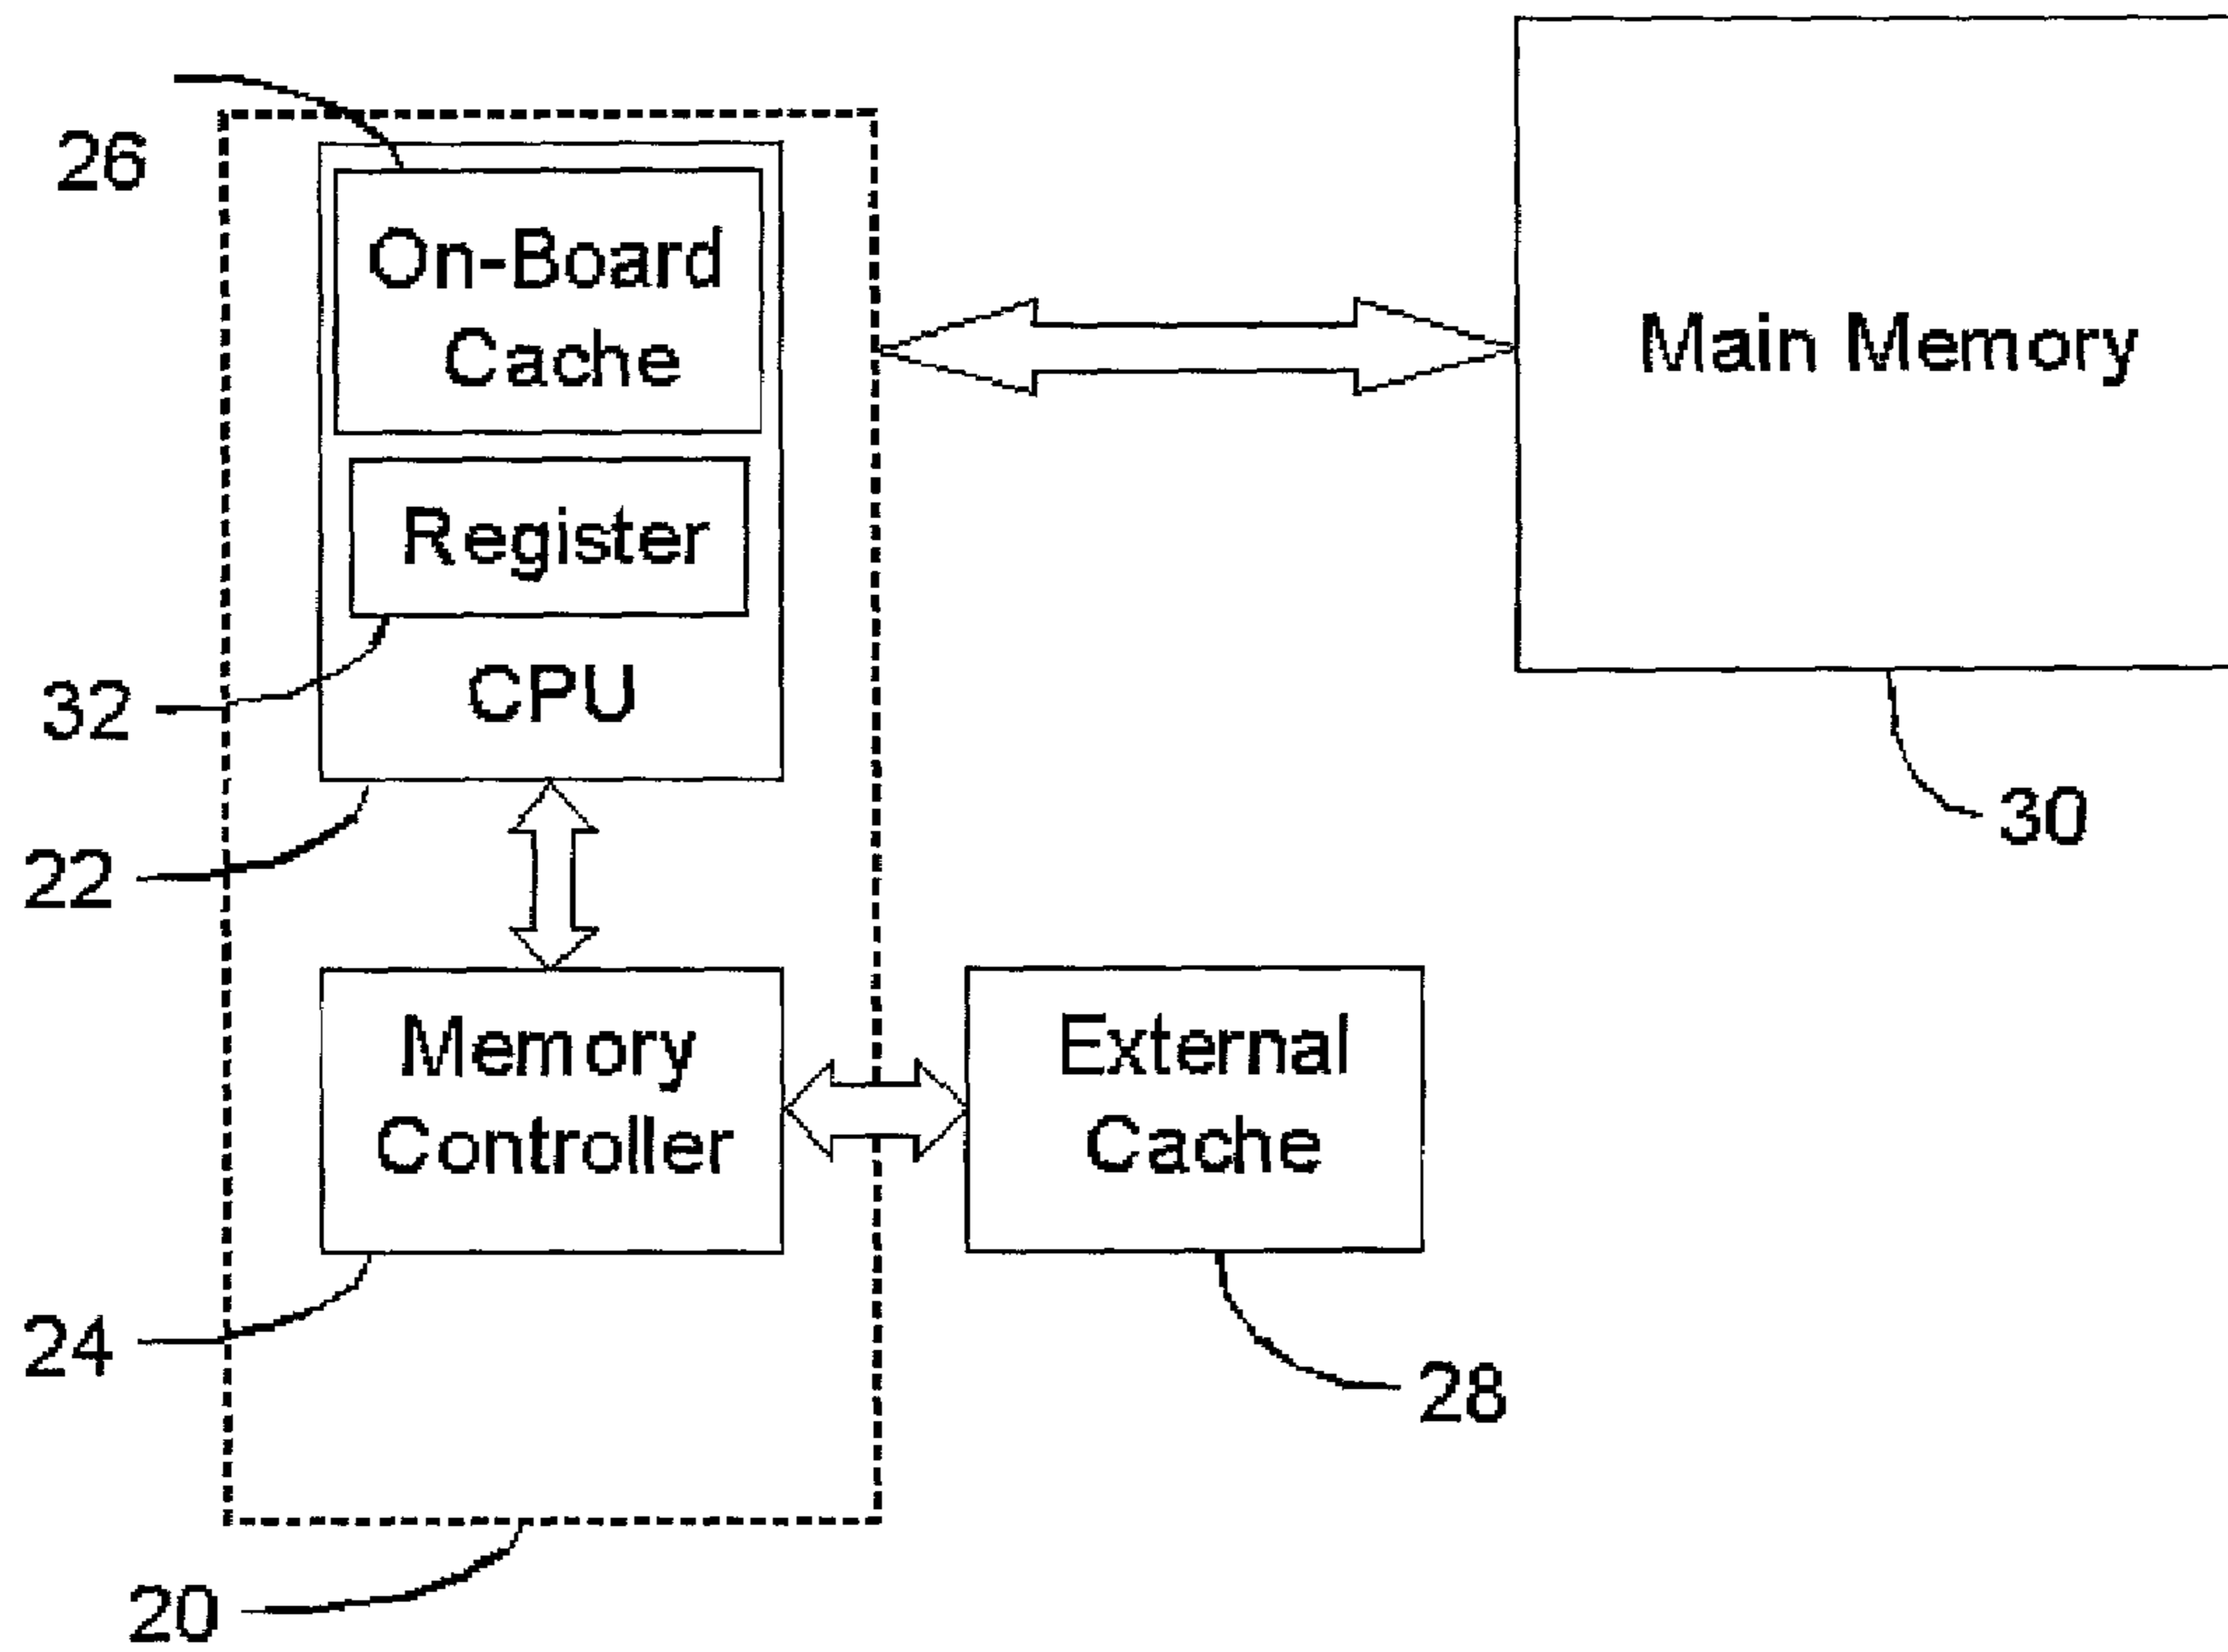 26
On-Board
Cache
Main Memory
Register
32
CPU
30
22
Memory
Controller
External
Cache
24
28
20